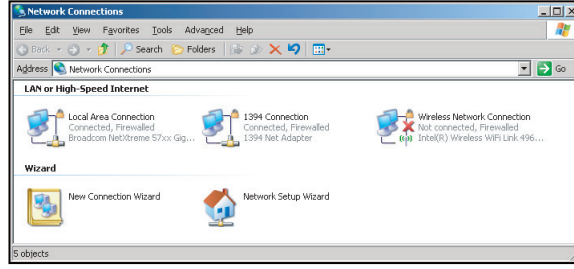 Network Connections
File Edit View Favorites Tools Advanced Help
Back Search Folders
Address Network Connections Go
LAN or High-Speed Internet
Local Area Connection
Connected, Firewalled
Broadcom NetXtreme 57xx Gig...
1394 Connection
Connected, Firewalled
1394 Net Adapter
Wireless Network Connection
Not connected, Firewalled
Intel(R) Wireless WiFi Link 496...
Wizard
New Connection Wizard
Network Setup Wizard
5 objects